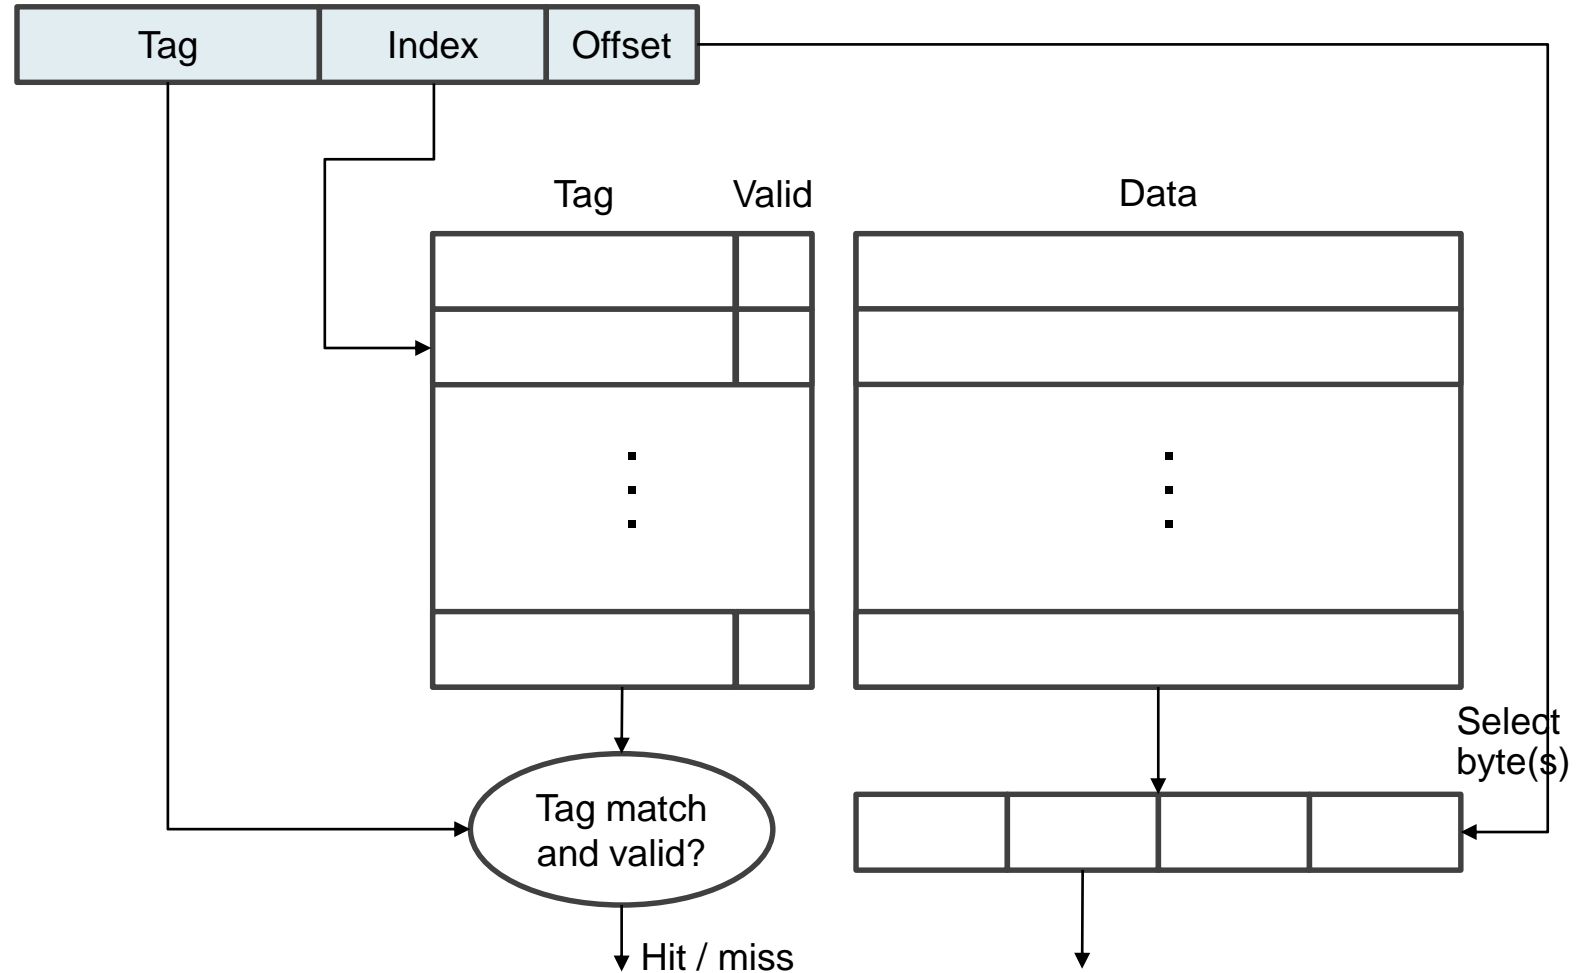 Tag Index Offset
Tag Valid Data
Select
byte(s)
Tag match
and valid?
Hit / miss